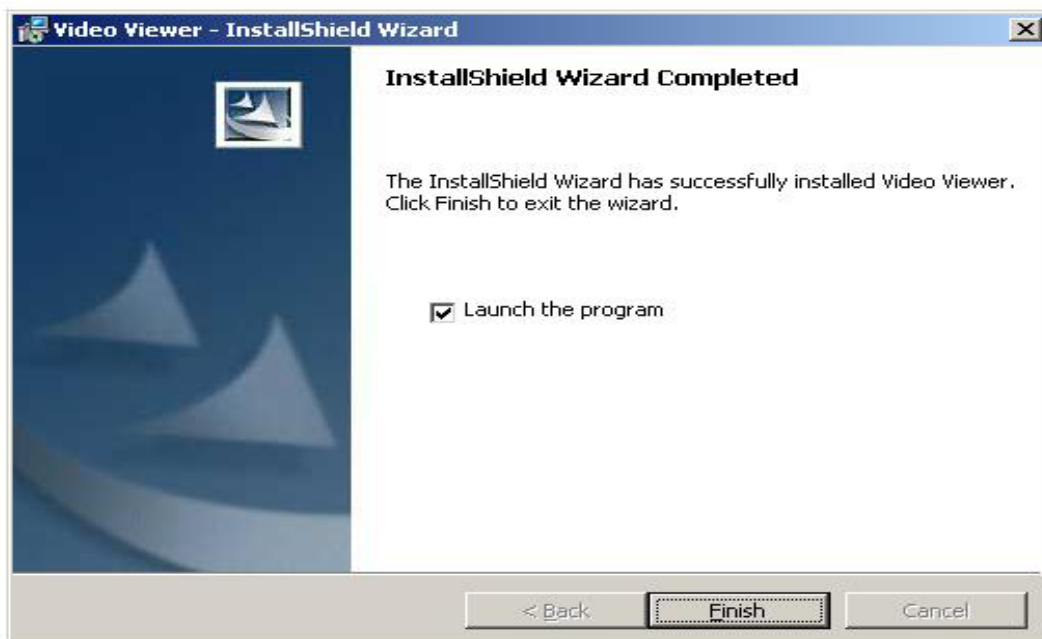 Video Viewer - InstallShield Wizard
InstallShield Wizard Completed
The InstallShield Wizard has successfully installed Video Viewer.
Click Finish to exit the wizard.
Launch the program
< Back Finish Cancel